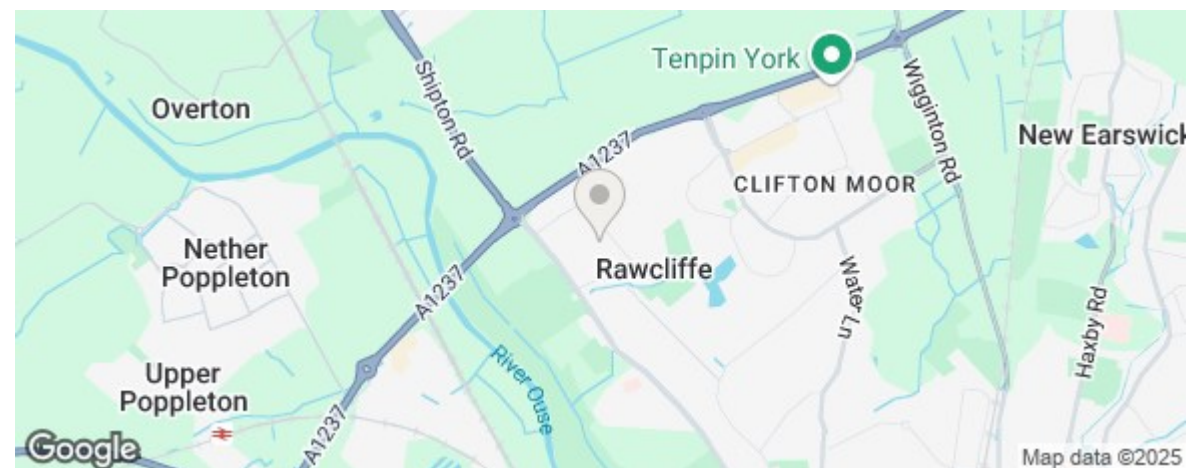 Tenpin York
Overton
Shipton Rd
Wigginton Rd
New Earswick
A1237
CLIFTON MOOR
Nether
Poppleton
Rawcliffe
A1237
Water Ln
Haxby Rd
Upper
Poppleton
River Ouse
A1237
Google
Map data ©2025